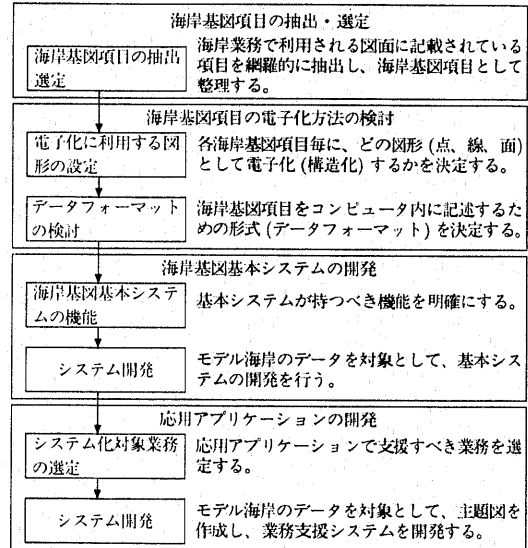 海岸基図項目の抽出・選定
海岸基図項目の抽出
選定
海岸業務で利用される図面に記載されている
項目を網羅的に抽出し、海岸基図項目として
整理する。
海岸基図項目の電子化方法の検討
電子化に利用する図
形の設定
各海岸基図項目毎に、どの図形 (点、線、面)
として電子化 (構造化) するかを決定する。
データフォーマット
の検討
海岸基図項目をコンピュータ内に記述するた
めの形式 (データフォーマット) を決定する。
海岸基図基本システムの開発
海岸基図基本システ
ムの機能
基本システムが持つべき機能を明確にする。
システム開発
モデル海岸のデータを対象として、基本シス
テムの開発を行う。
応用アプリケーションの開発
システム化対象業務
の選定
応用アプリケーションで支援すべき業務を選
定する。
システム開発
モデル海岸のデータを対象として、主題図を
作成し、業務支援システムを開発する。